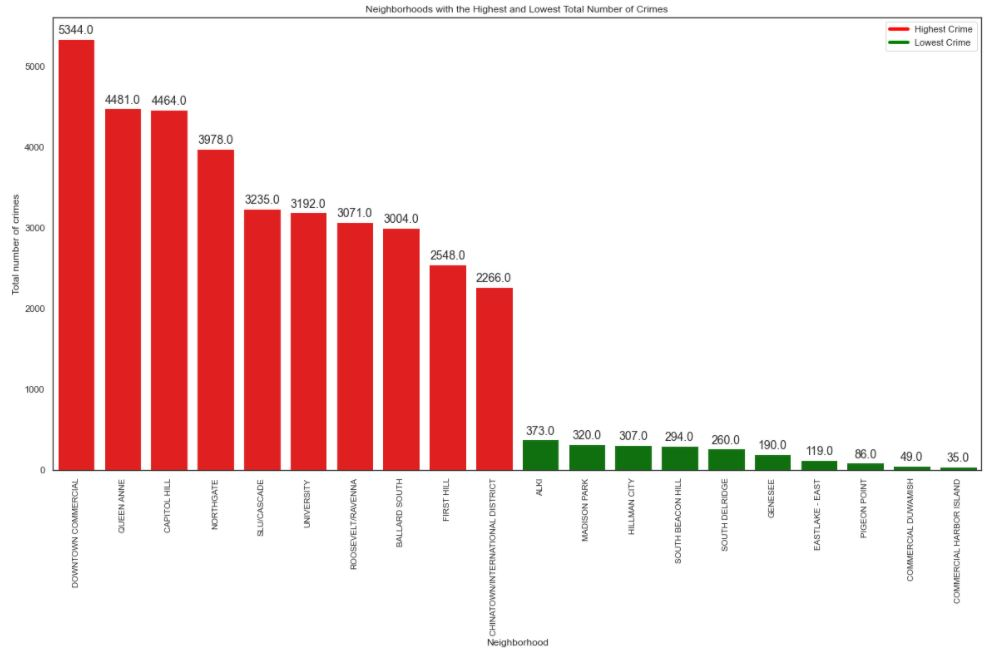 Neighborhoods with the Highest and Lowest Total Number of Crimes
Highest Crime
Lowest Crime
Total number of crimes
5000
4000
3000
2000
1000
0
5344.0
4481.0
4464.0
3978.0
3235.0
3192.0
3071.0
3004.0
2548.0
2266.0
373.0
320.0
307.0
294.0
260.0
190.0
119.0
86.0
49.0
35.0
DOWNTOWN COMMERCIAL
QUEEN ANNE
CAPITOL HILL
NORTHGATE
SLU/CASCADE
UNIVERSITY
ROOSEVELT/RAVENNA
BALLARD SOUTH
FIRST HILL
CHINATOWN/INTERNATIONAL DISTRICT
ALKI
MADISON PARK
HILLMAN CITY
SOUTH BEACON HILL
SOUTH DELRIDGE
GENESEE
EASTLAKE - EAST
PIGEON POINT
COMMERCIAL DUWAMISH
COMMERCIAL HARBOR ISLAND
Neighborhood